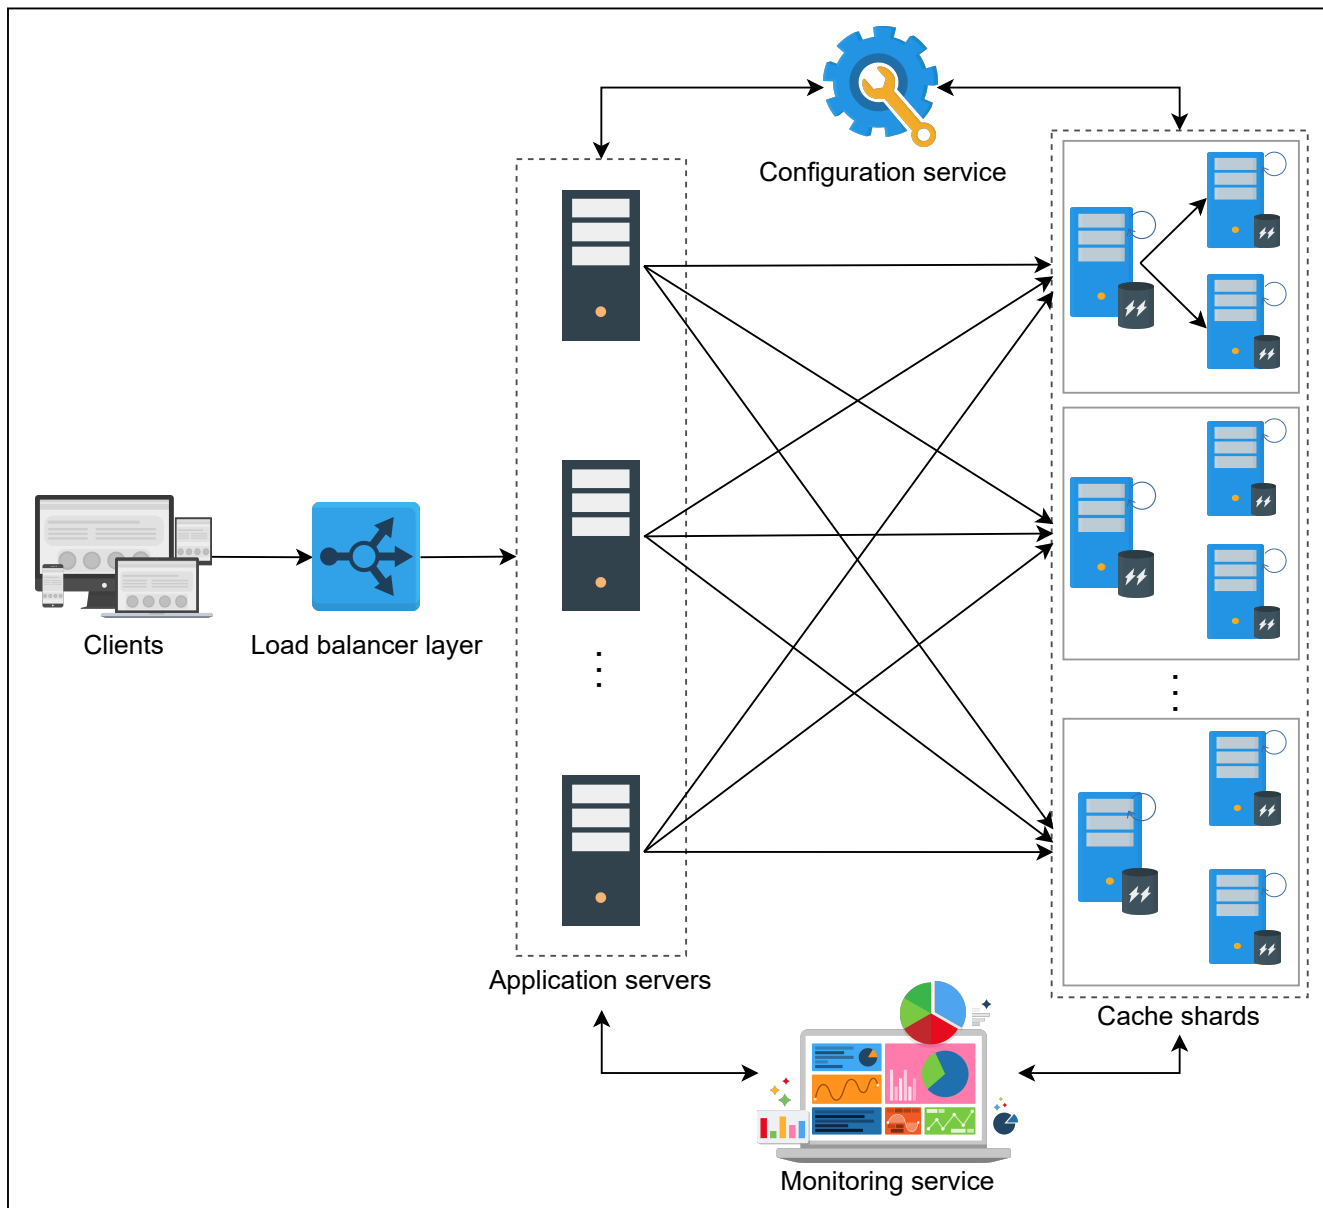 Configuration service
Clients
Load balancer layer
Application servers
Cache shards
Monitoring service